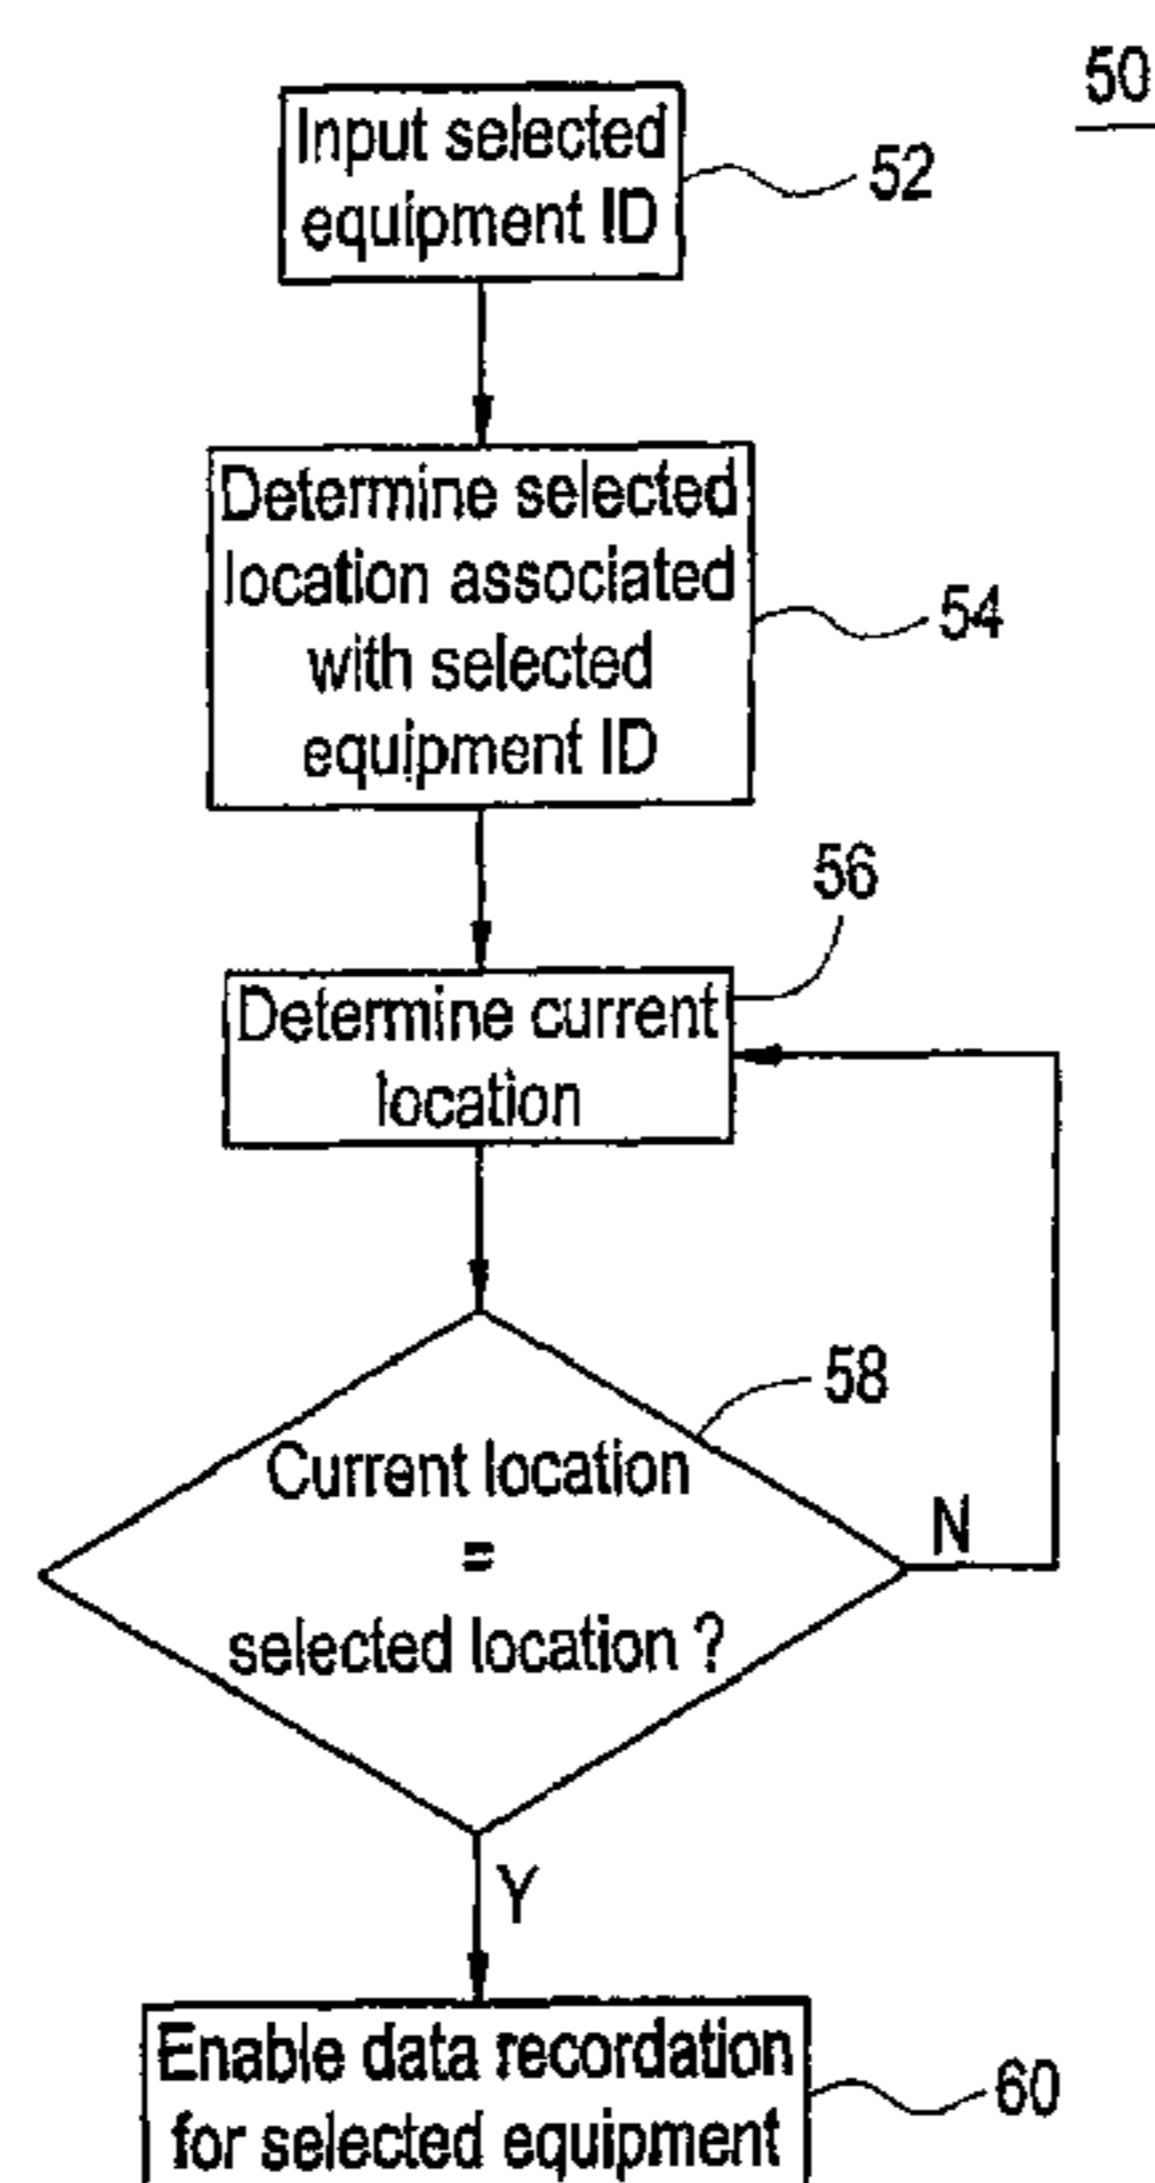 50
Input selected
equipment ID
52
Determine selected
location associated
with selected
equipment ID
54
56
Determine current
location
58
Current location
=
selected location ?
N
Y
Enable data recordation
for selected equipment
60